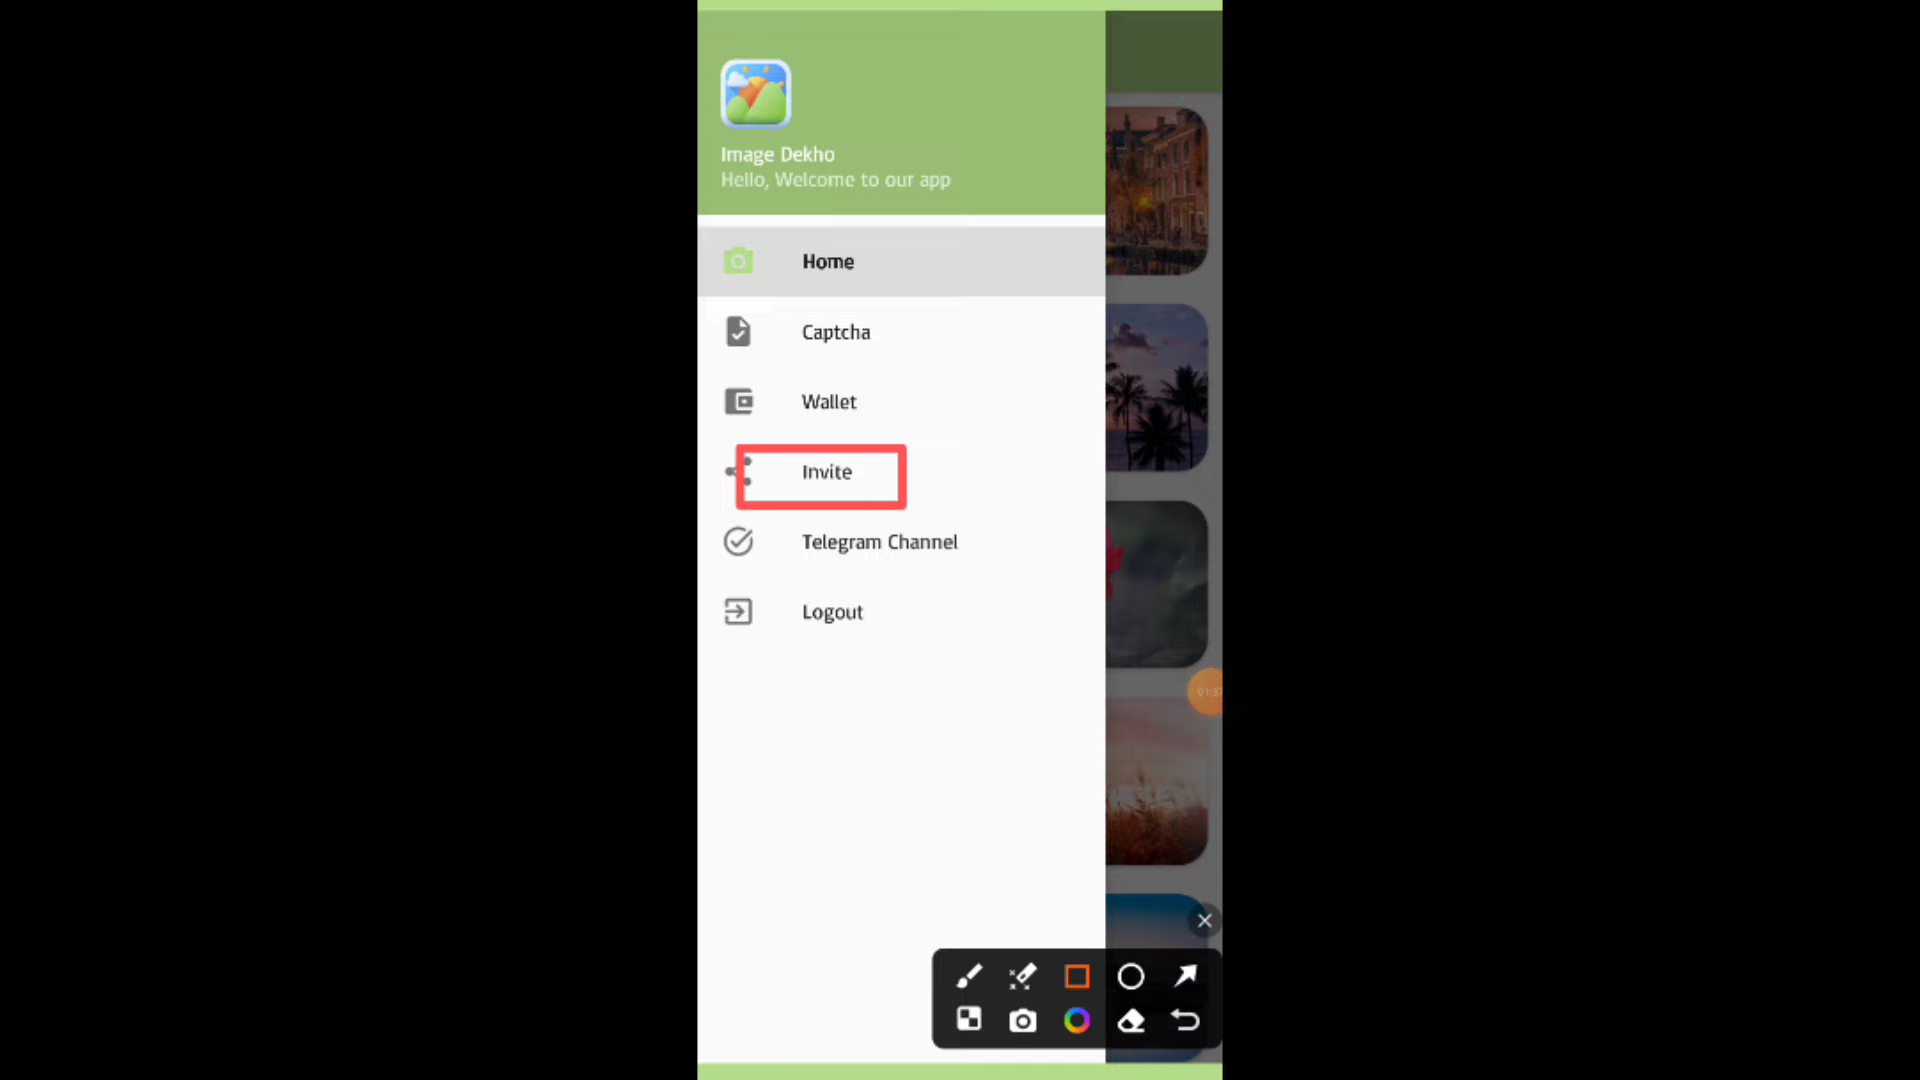 Image Dekho
Hello, Welcome to our app
Home
Captcha
Wallet
Invite
Telegram Channel
Logout